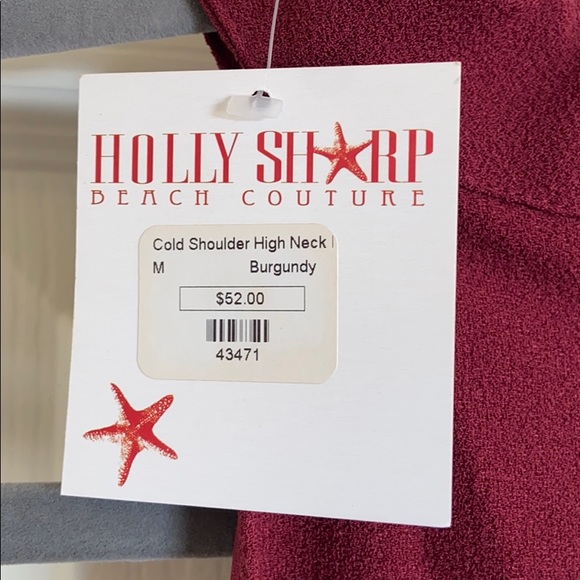 HOLLY SHARP
BEACH COUTURE
Cold Shoulder High Neck
M Burgundy
$52.00
43471